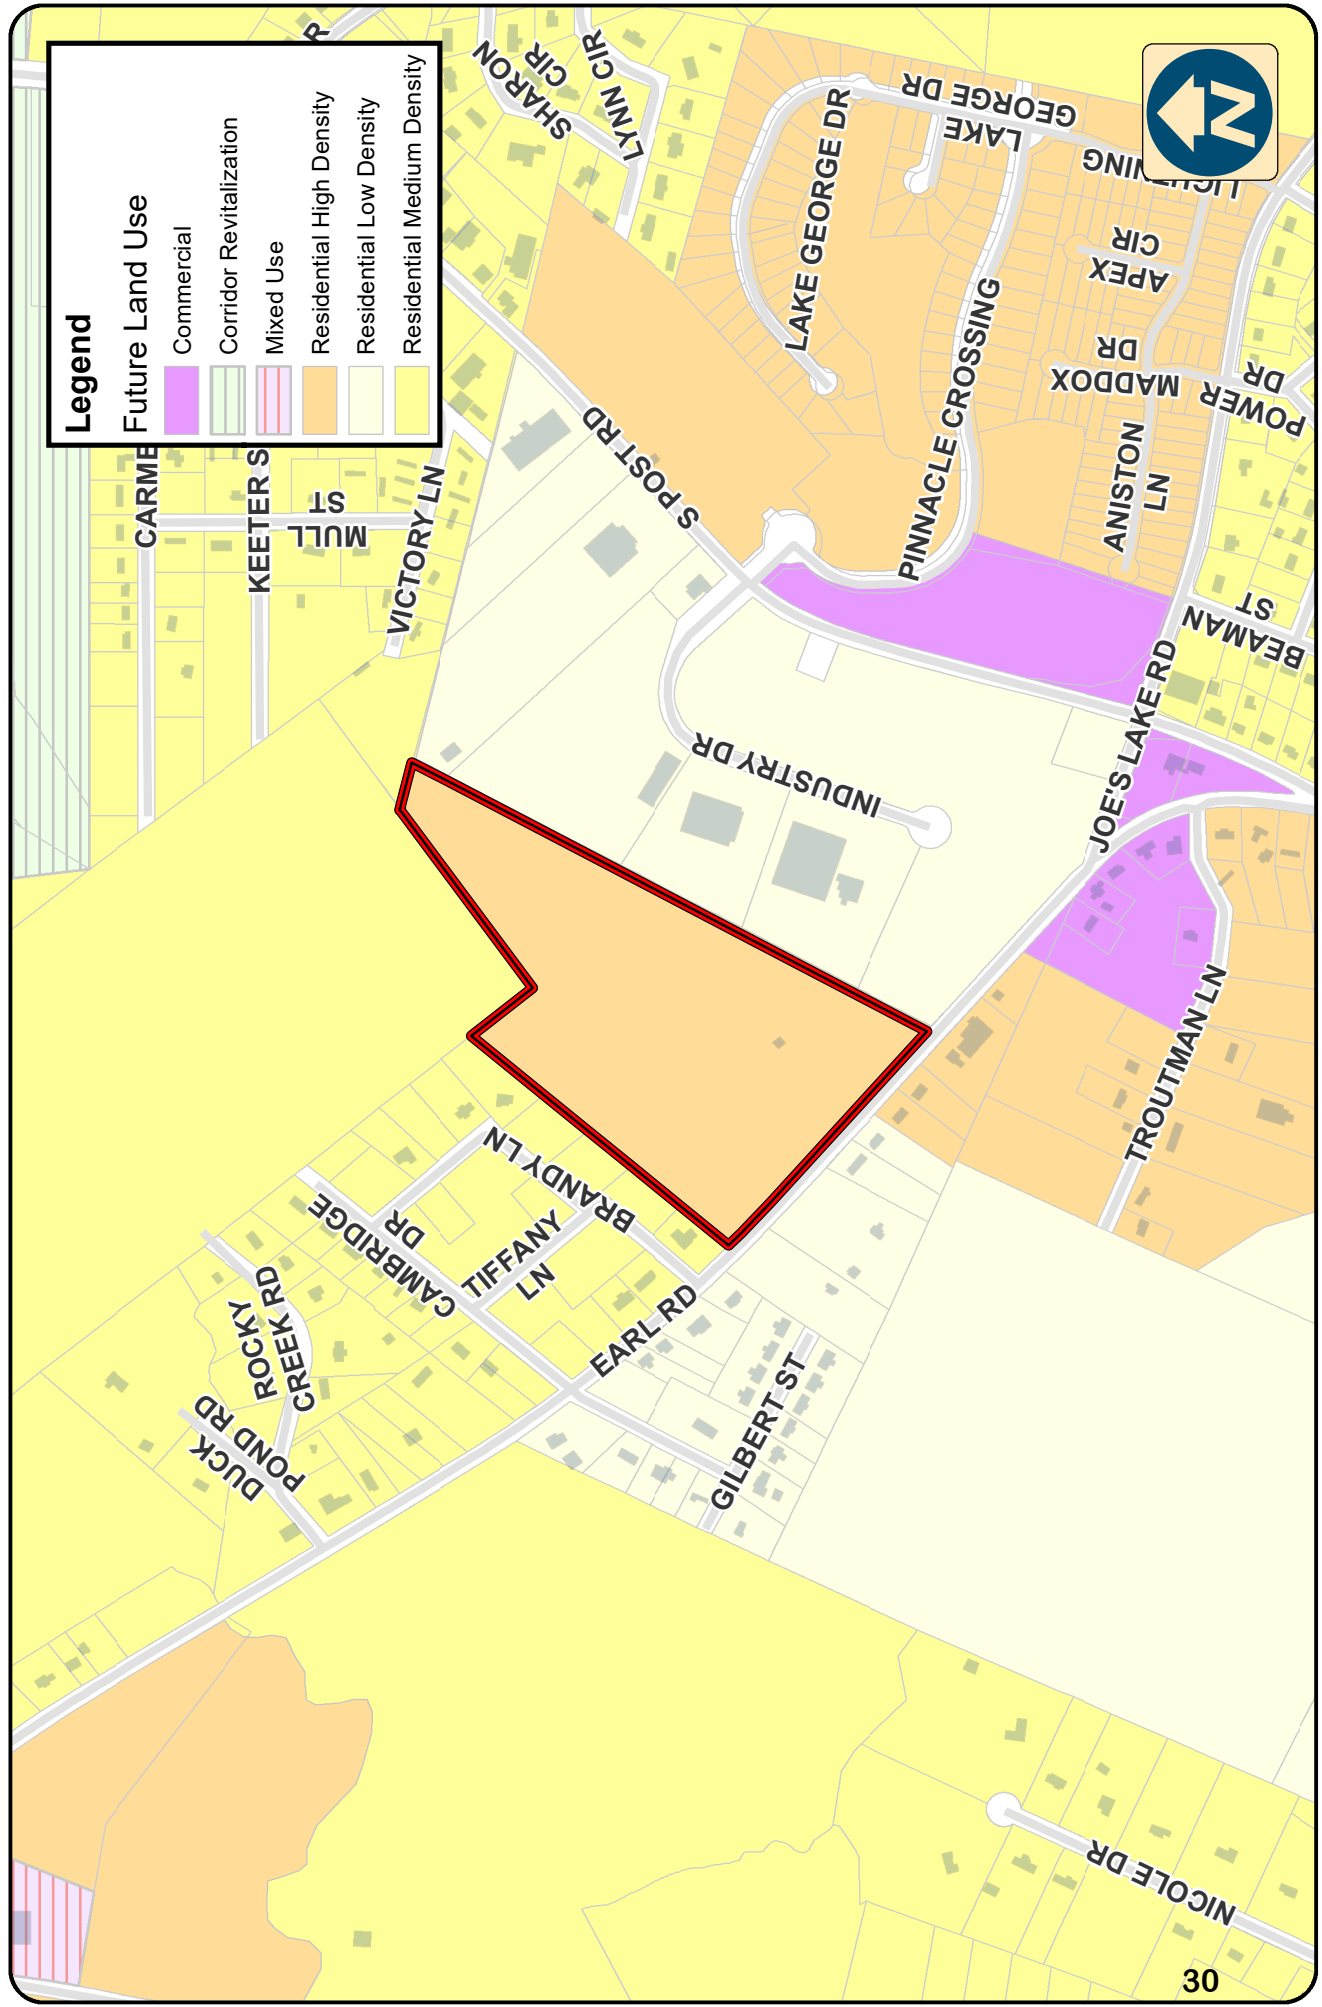 Legend
Future Land Use
Commercial
Corridor Revitalization
Mixed Use
Residential High Density
Residential Low Density
Residential Medium Density
R
SHARON
CIR
LYNN CIR
CARME
KEETER S
MULL
ST
VICTORY LN
S POST RD
LAKE GEORGE DR
LAKE
GEORGE DR
PINNACLE CROSSING
APEX
CIR
MADDOX
DR
ANISTON
LN
POWER
DR
BEAMAN
ST
JOE'S LAKE RD
INDUSTRY DR
TROUTMAN LN
BRANDY LN
CAMBRIDGE
DR
TIFFANY
LN
EARL RD
GILBERT ST
ROCKY
CREEK RD
DUCK
POND RD
NICOLE DR
N
30